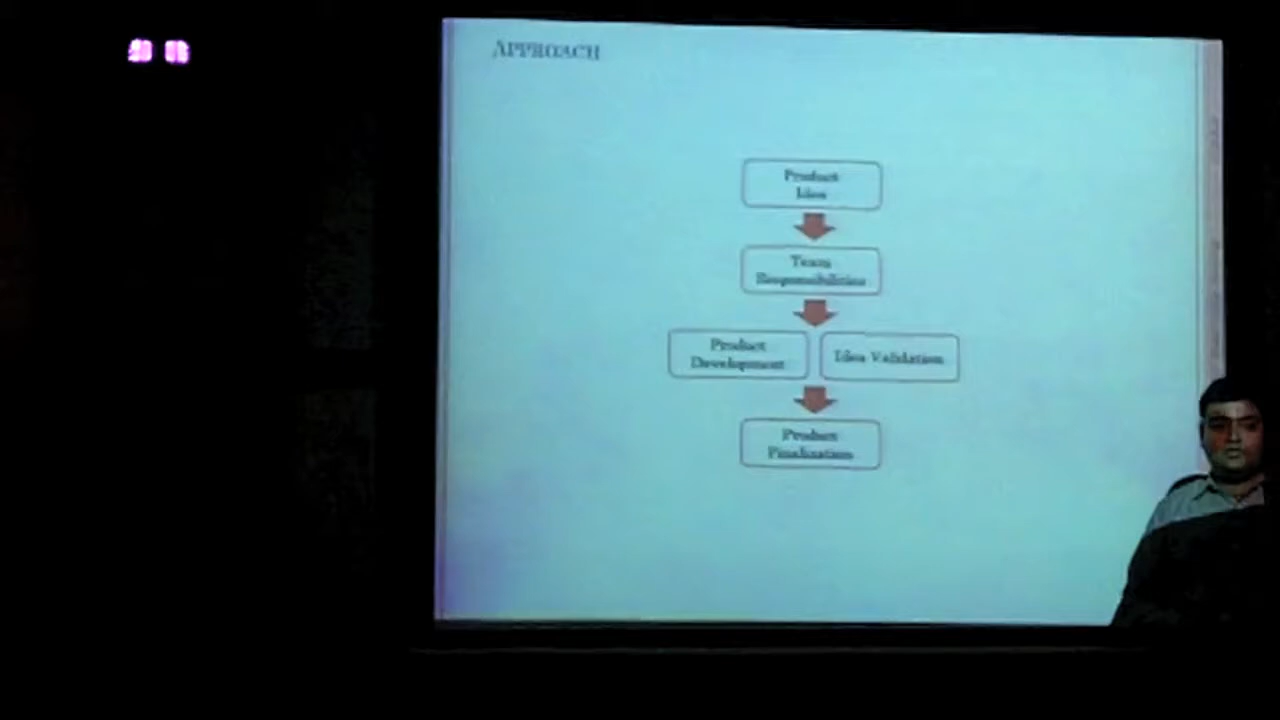 APPROACH
Product
Idea
Team
Responsibilities
Product
Development
Idea Validation
Product
Finalization